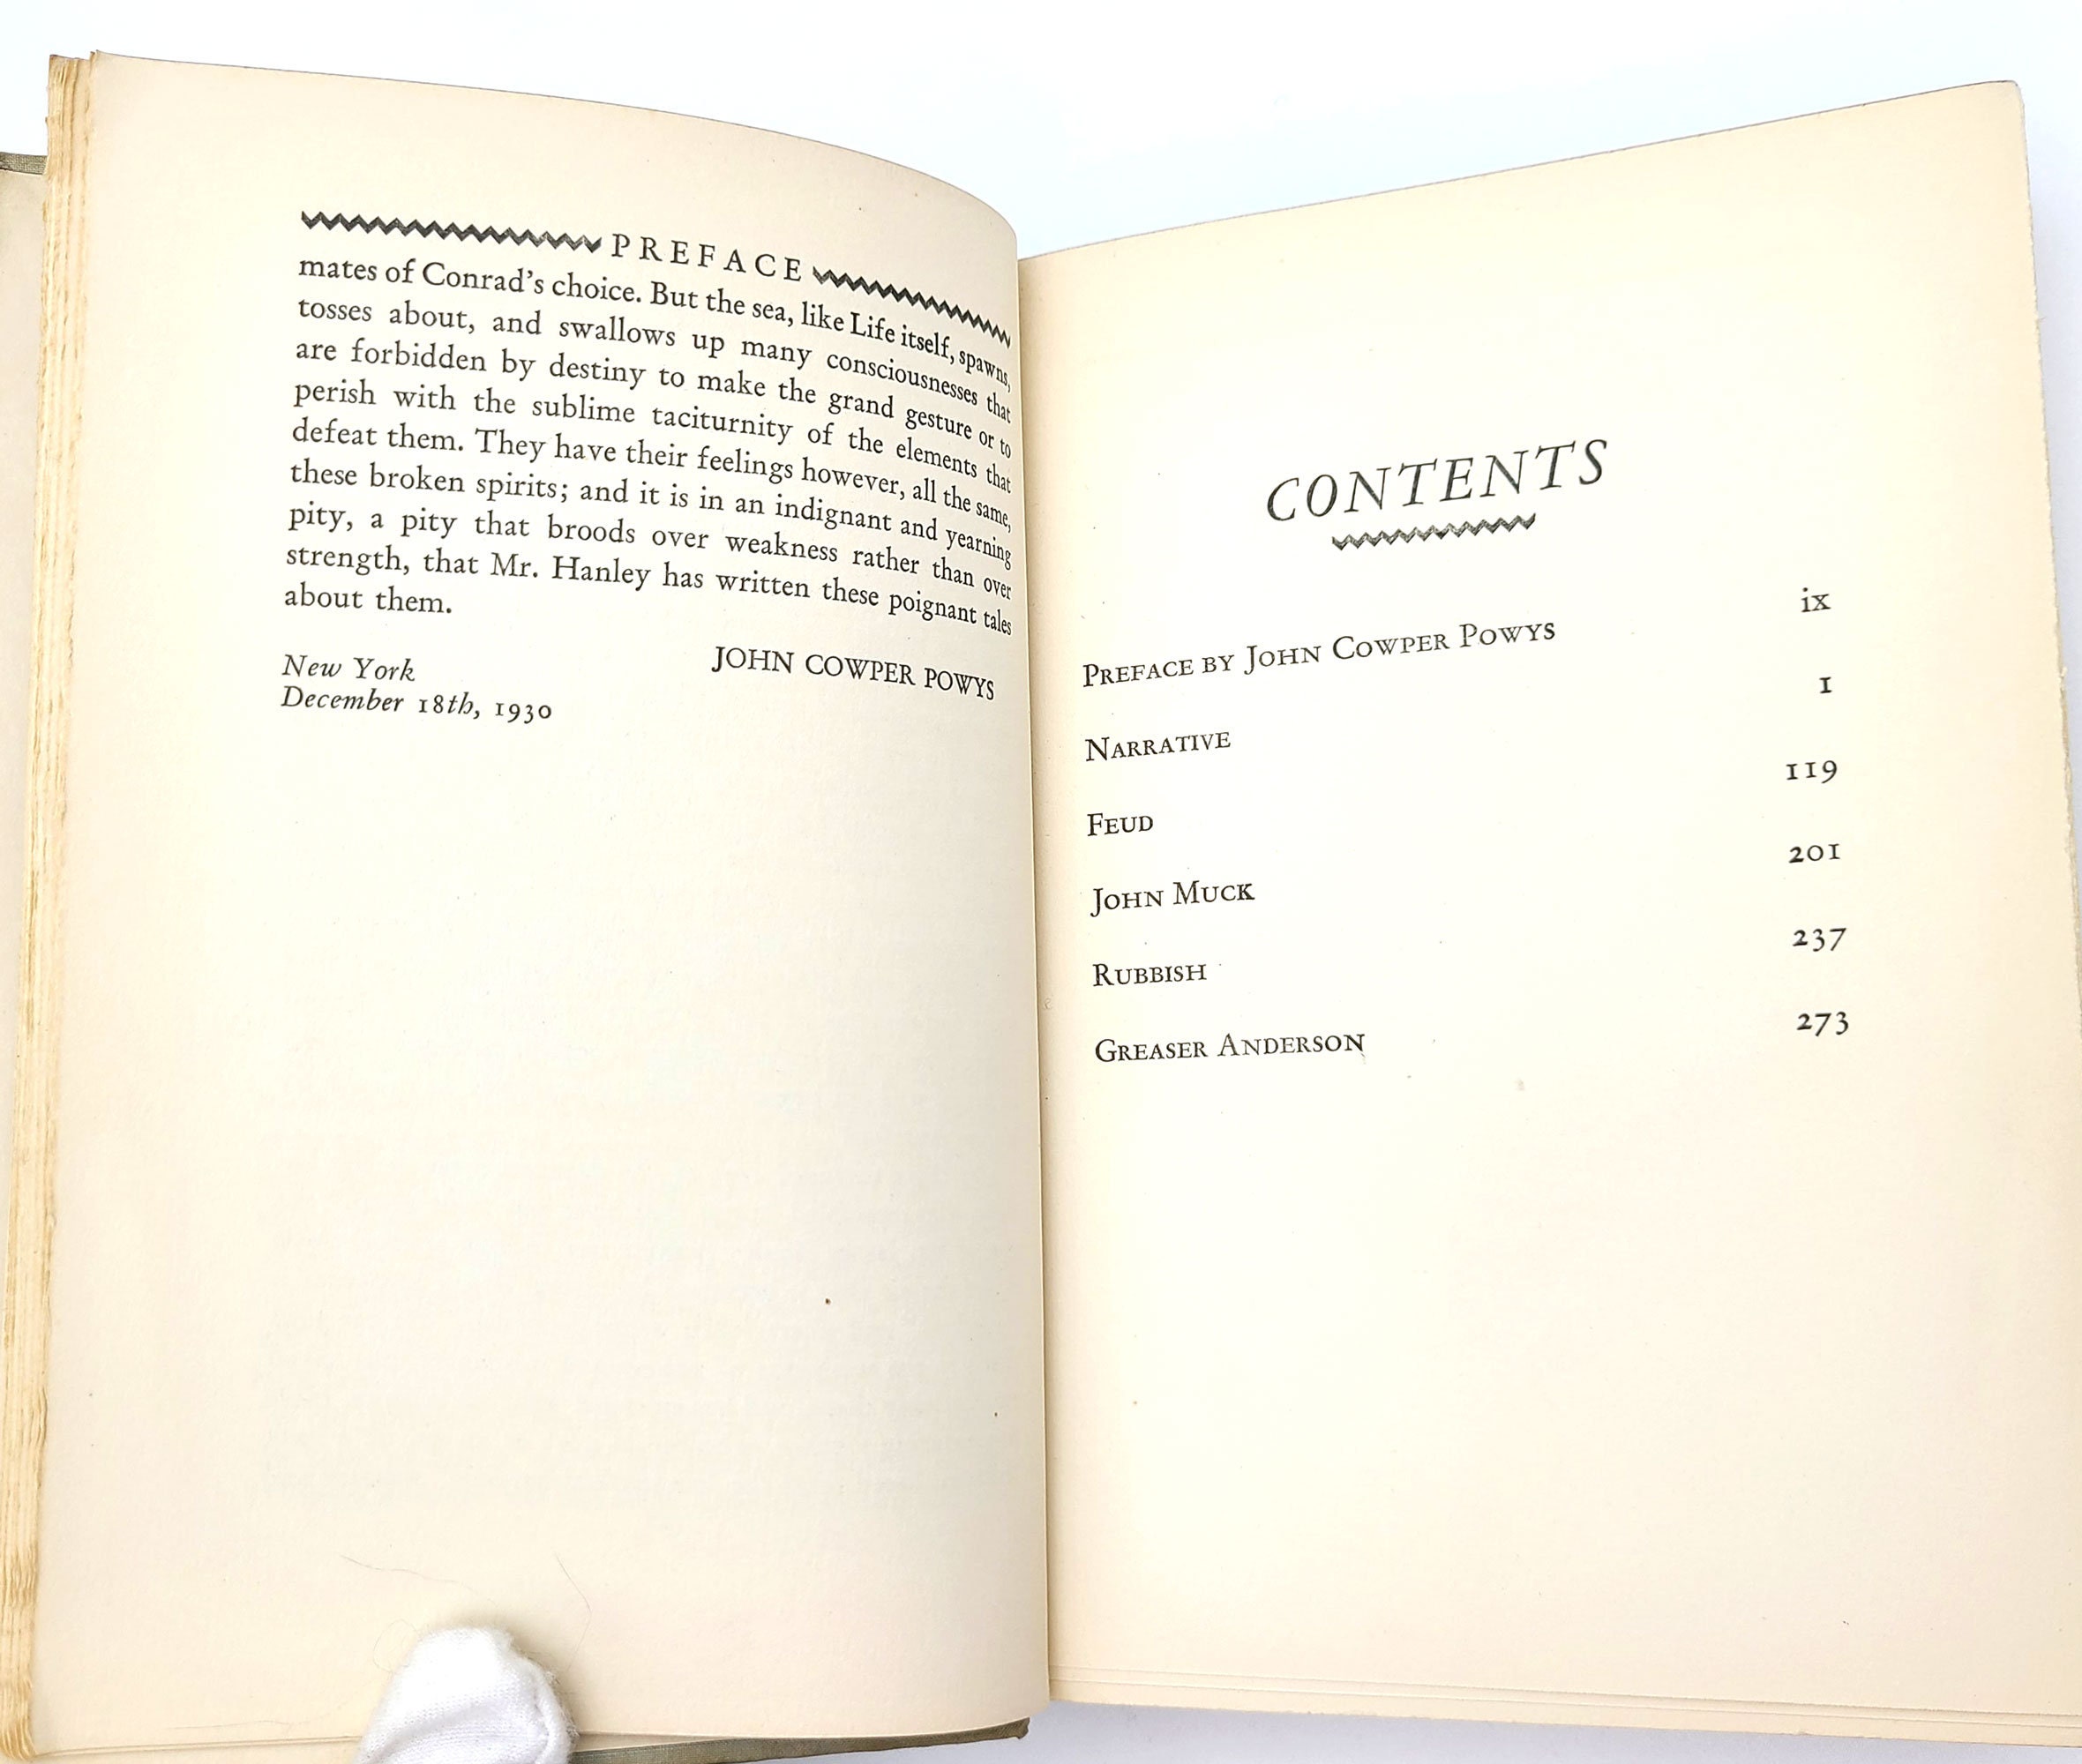 PREFACE
mates of Conrad's choice. But the sea, like Life itself, spawns,
tosses about, and swallows up many consciousnesses that
are forbidden by destiny to make the grand gesture or to
perish with the sublime taciturnity of the elements that
defeat them. They have their feelings however, all the same,
these broken spirits; and it is in an indignant and yearning
pity, a pity that broods over weakness rather than over
strength, that Mr. Hanley has written these poignant tales
about them.
JOHN COWPER POWYS
New York
December 18th, 1930
CONTENTS
PREFACE BY JOHN COWPER POWYS ix
NARRATIVE 1
FEUD 119
JOHN MUCK 201
RUBBISH 237
GREASER ANDERSON 273